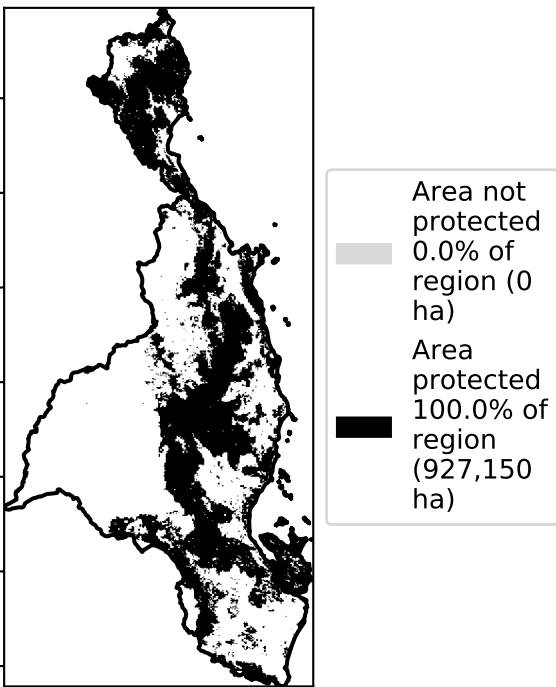 Area not
protected
0.0% of
region (0
ha)
Area
protected
100.0% of
region
(927,150
ha)